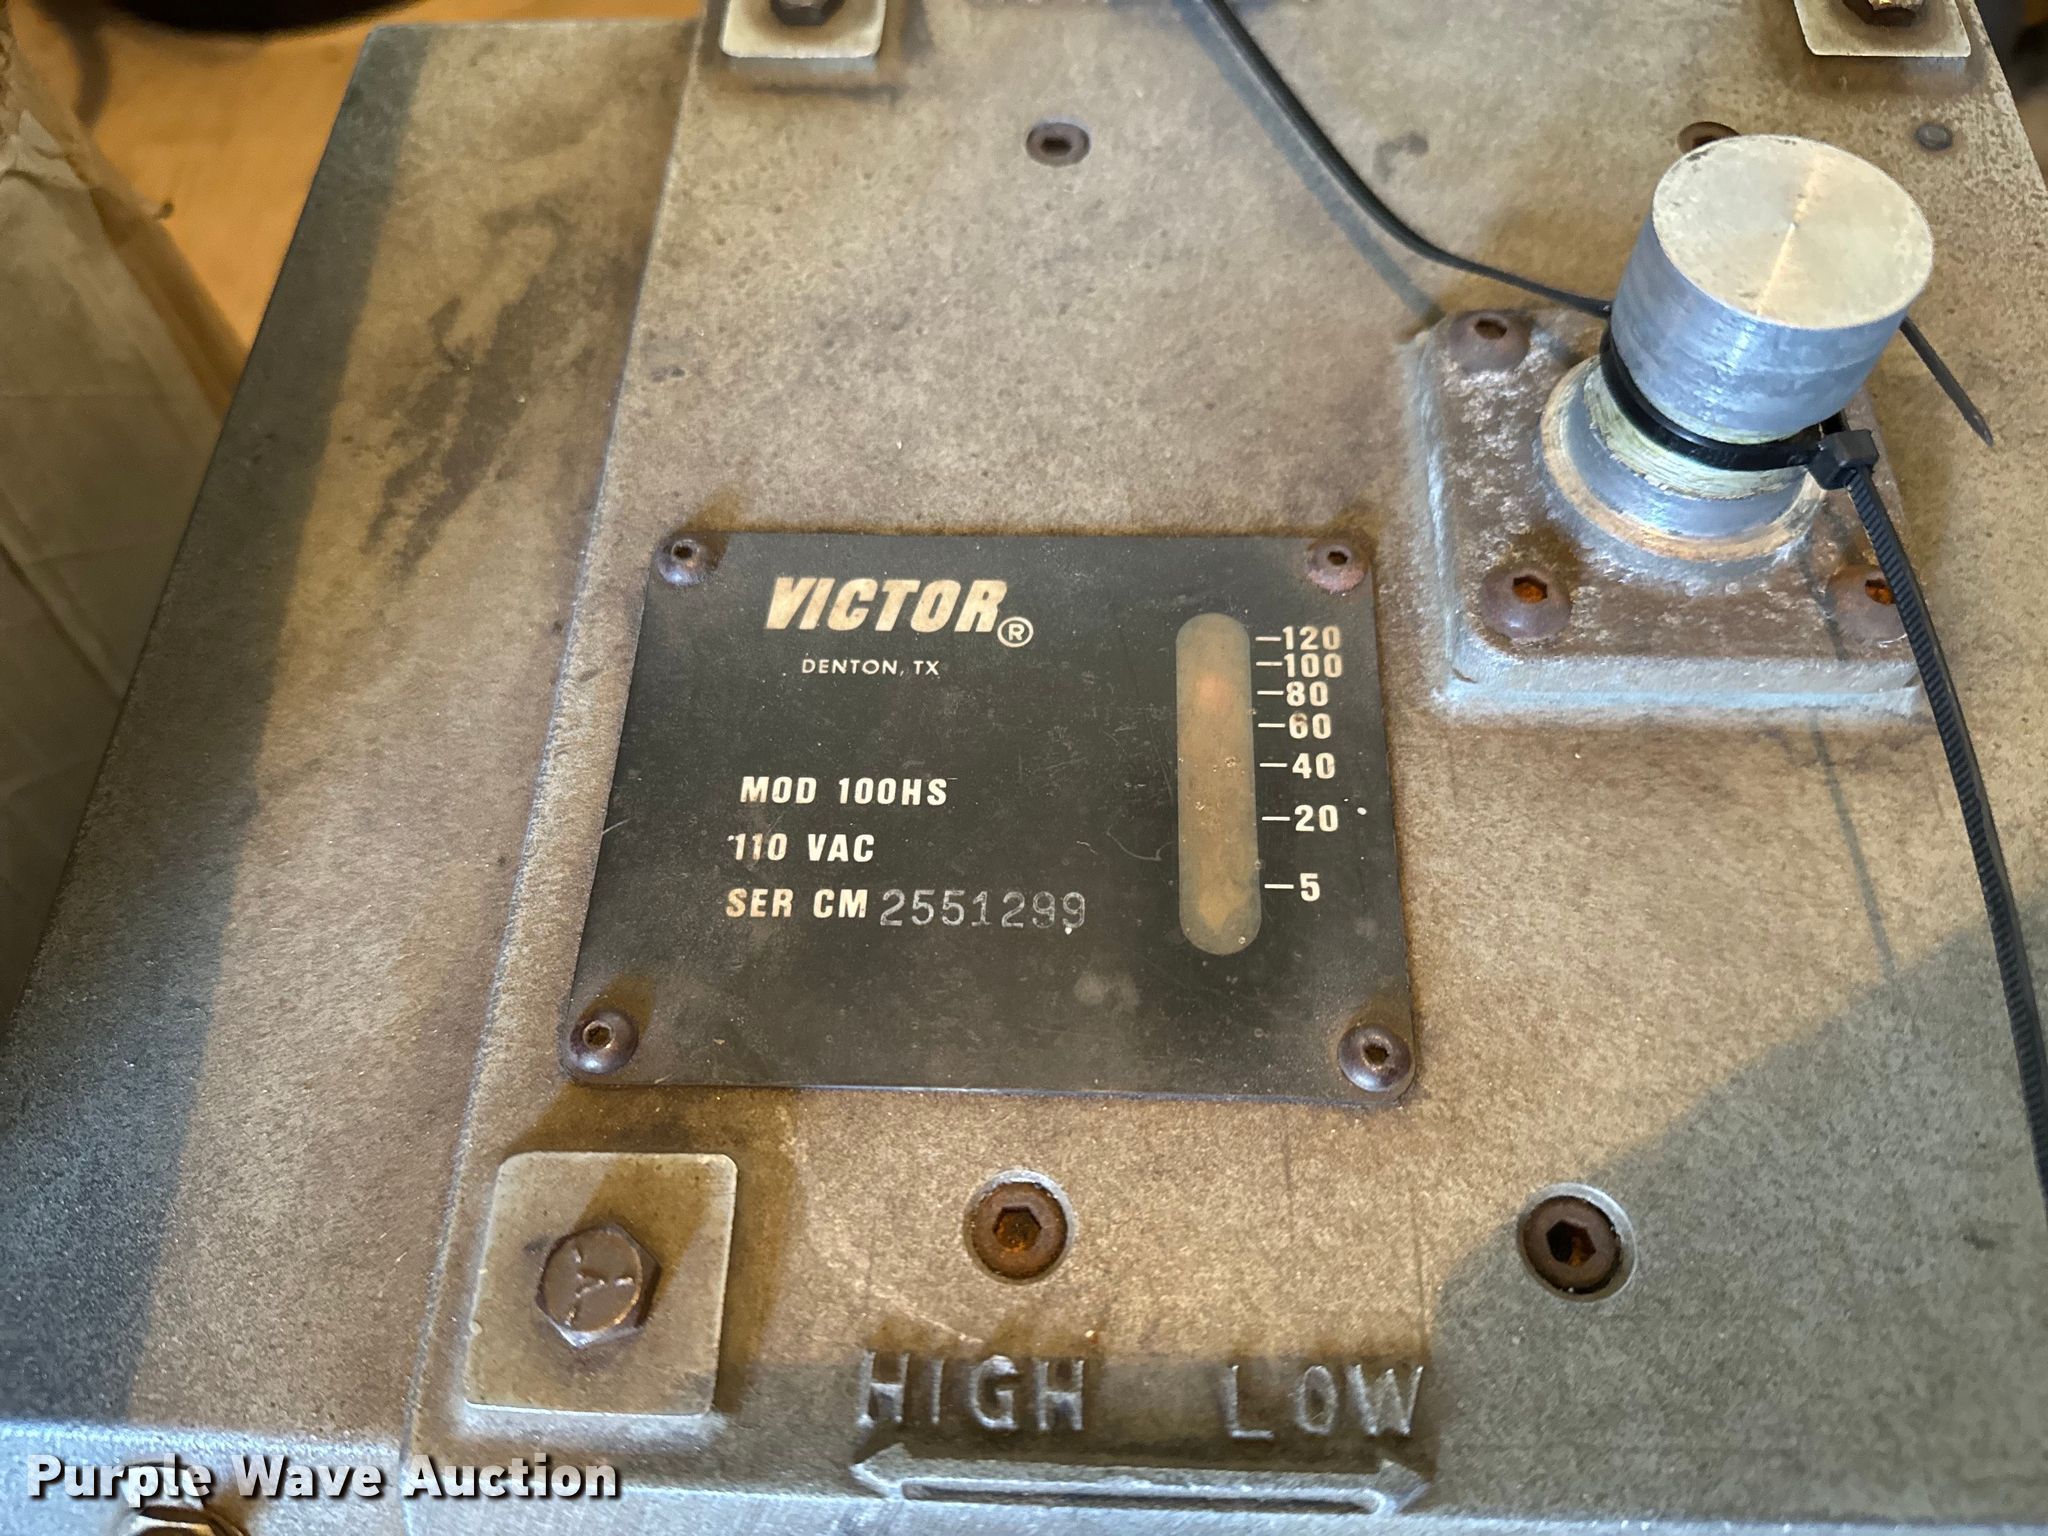 VICTOR®
DENTON, TX
MOD 100HS
110 VAC
SER CM 2551299
120
100
80
60
40
20
5
HIGH LOW
Purple Wave Auction